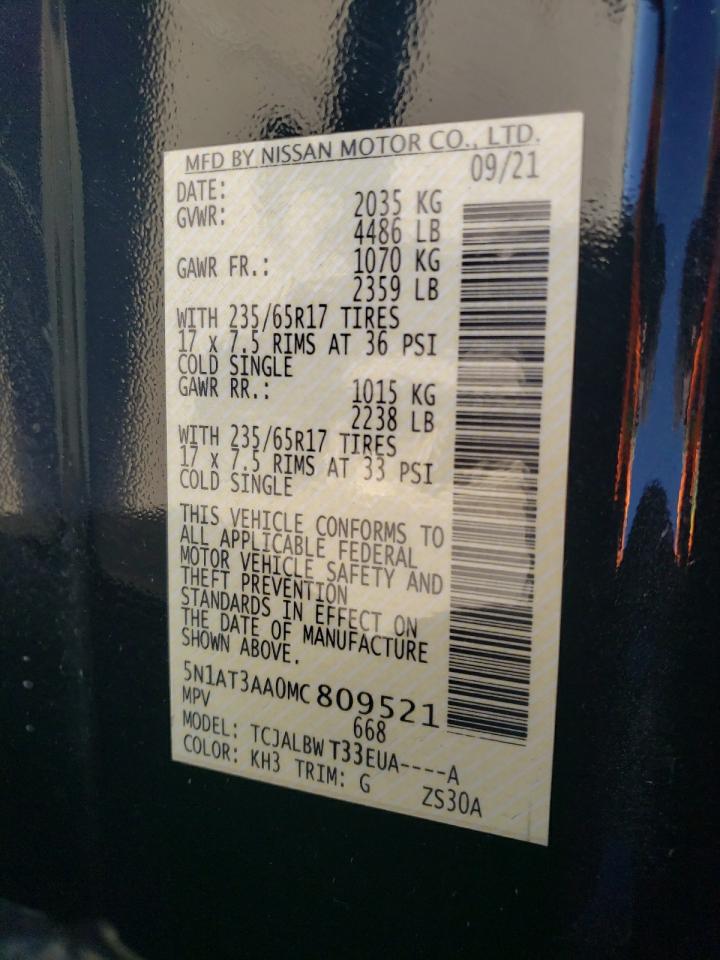 MFD BY NISSAN MOTOR CO., LTD.
DATE: 09/21
GVWR: 2035 KG
4486 LB
GAWR FR.: 1070 KG
2359 LB
WITH 235/65R17 TIRES
17 x 7.5 RIMS AT 36 PSI
COLD SINGLE
GAWR RR.: 1015 KG
2238 LB
WITH 235/65R17 TIRES
17 x 7.5 RIMS AT 33 PSI
COLD SINGLE
THIS VEHICLE CONFORMS TO
ALL APPLICABLE FEDERAL
MOTOR VEHICLE SAFETY AND
THEFT PREVENTION
STANDARDS IN EFFECT ON
THE DATE OF MANUFACTURE
SHOWN ABOVE.
5N1AT3AA0MC 809521
MPV 668
MODEL: TCJALBW T33EUA----A
COLOR: KH3 TRIM: G ZS30A